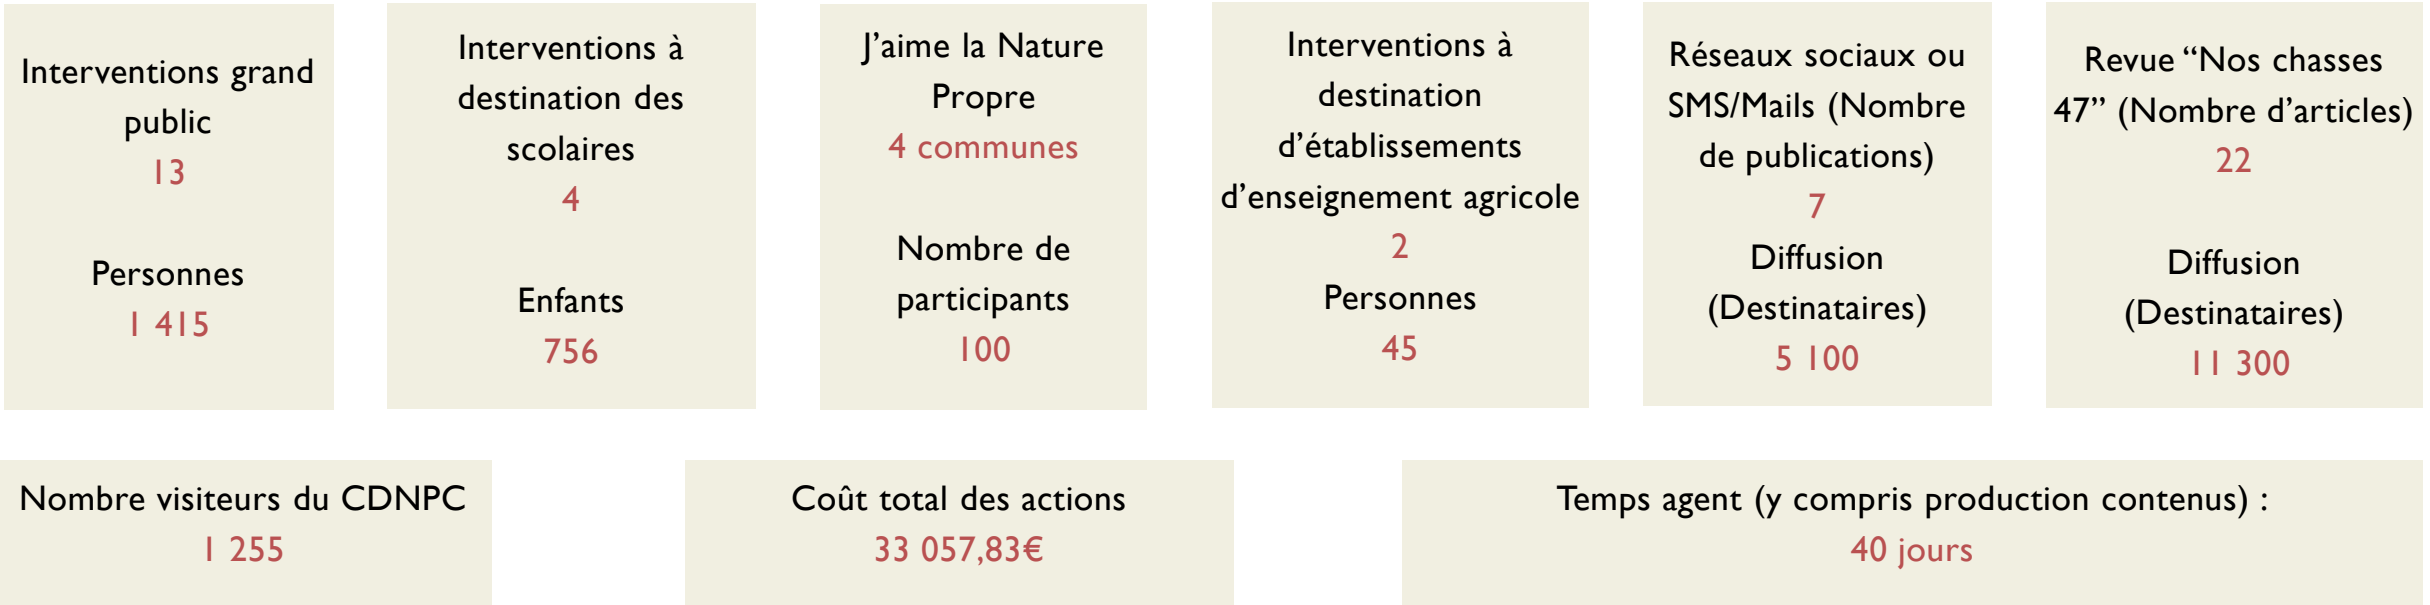 Interventions grand
public
13
Personnes
1 415
Interventions à
destination des
scolaires
4
Enfants
756
J’aime la Nature
Propre
4 communes
Nombre de
participants
100
Interventions à
destination
d’établissements
d’enseignement agricole
2
Personnes
45
Réseaux sociaux ou
SMS/Mails (Nombre
de publications)
7
Diffusion
(Destinataires)
5 100
Revue “Nos chasses
47” (Nombre d’articles)
22
Diffusion
(Destinataires)
11 300
Nombre visiteurs du CDNPC
1 255
Coût total des actions
33 057,83€
Temps agent (y compris production contenus) :
40 jours